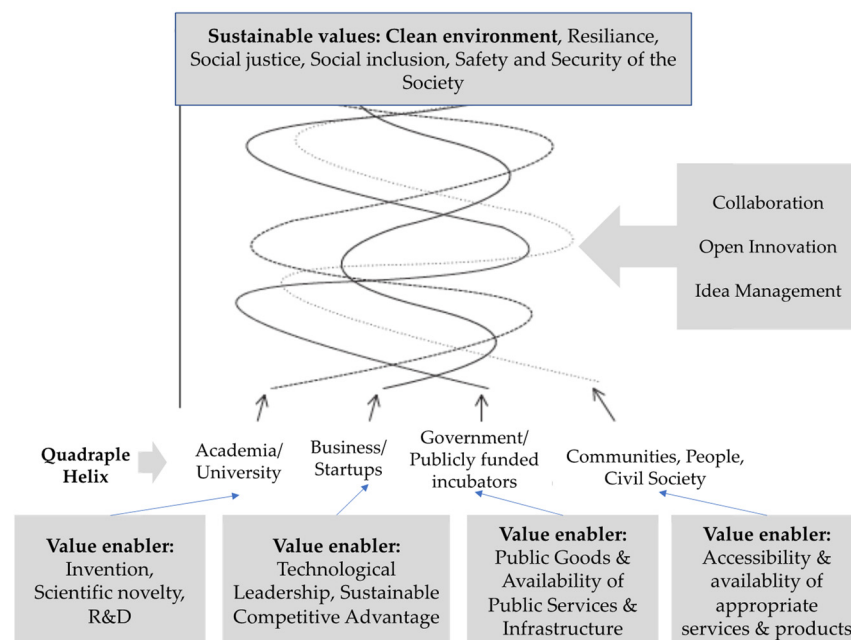 Sustainable values: Clean environment, Resiliance,
Social justice, Social inclusion, Safety and Security of the
Society
Collaboration
Open Innovation
Idea Management
Quadraple
Helix
Academia/
University
Business/
Startups
Government/
Publicly funded
incubators
Communities, People,
Civil Society
Value enabler:
Invention,
Scientific novelty,
R&D
Value enabler:
Technological
Leadership, Sustainable
Competitive Advantage
Value enabler:
Public Goods &
Availability of
Public Services &
Infrastructure
Value enabler:
Accessibility &
availablity of
appropriate
services & products